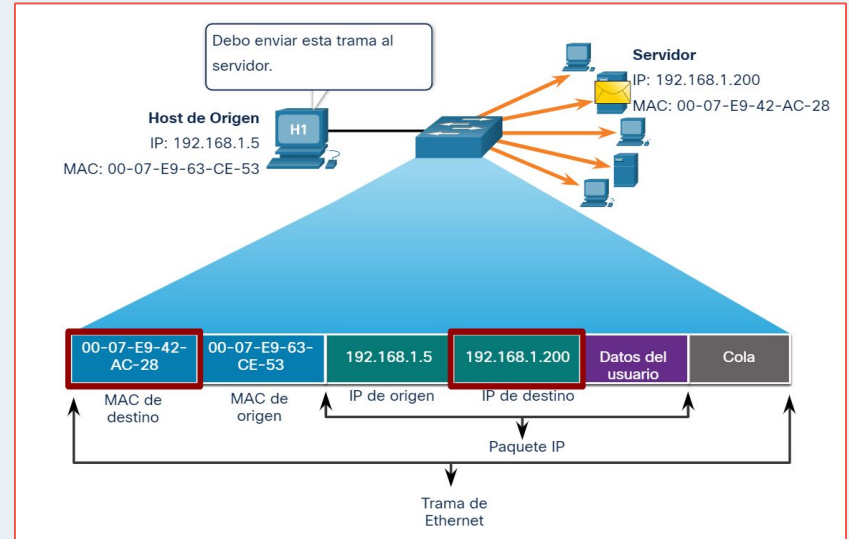 Debo enviar esta trama al
servidor.
Servidor
IP: 192.168.1.200
MAC: 00-07-E9-42-AC-28
Host de Origen
IP: 192.168.1.5
MAC: 00-07-E9-63-CE-53
H1
00-07-E9-42-
AC-28
00-07-E9-63-
CE-53
192.168.1.5
192.168.1.200
Datos del
usuario
Cola
MAC de
destino
MAC de
origen
IP de origen
IP de destino
Paquete IP
Trama de
Ethernet